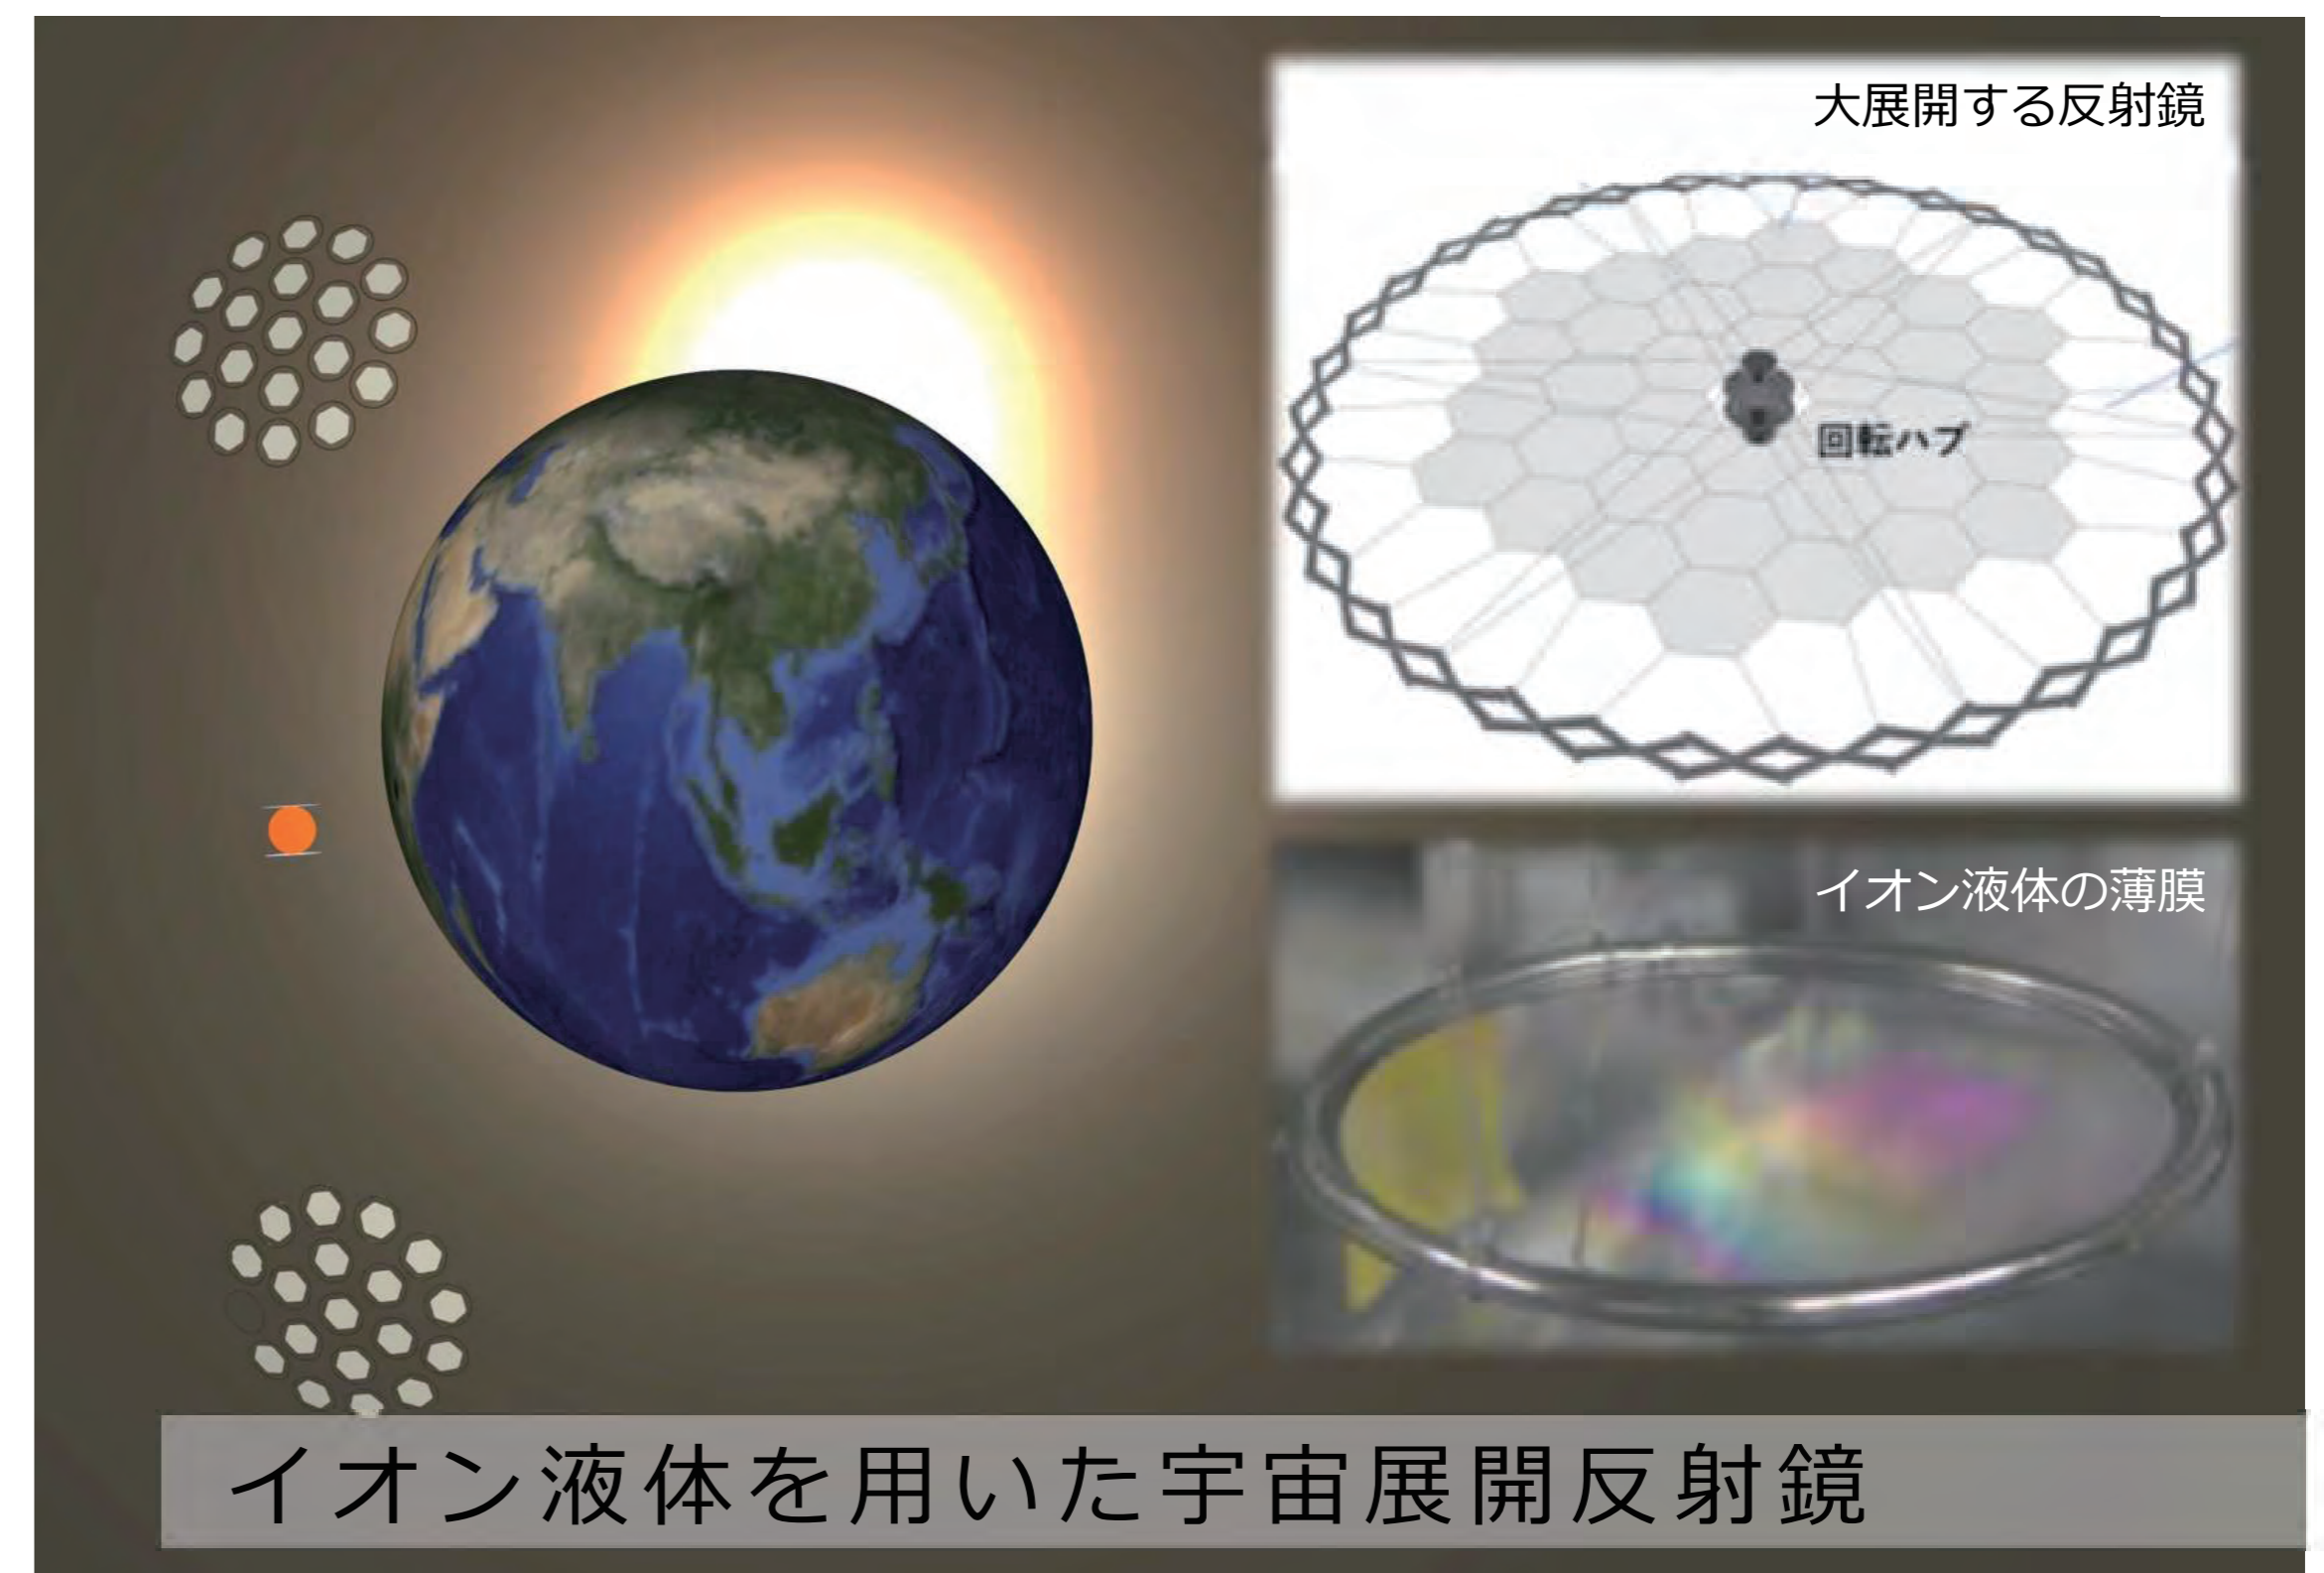 大展開する反射鏡
回転ハブ
イオン液体の薄膜
イオン液体を用いた宇宙展開反射鏡